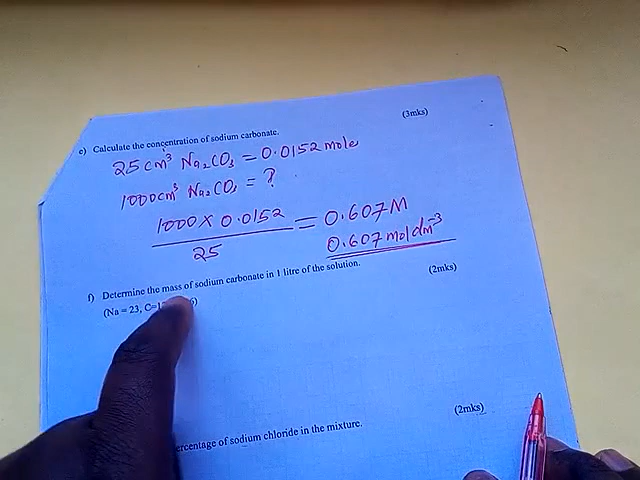 (3mks)
e) Calculate the concentration of sodium carbonate.
25cm³ Na₂CO₃ = 0.0152 mole
1000cm³ Na₂CO₃ = ?
1000 x 0.0152 = 0.607M
25
0.607 mol dm⁻³
f) Determine the mass of sodium carbonate in 1 litre of the solution.
(2mks)
(Na = 23,
(2mks)
of sodium chloride in the mixture.